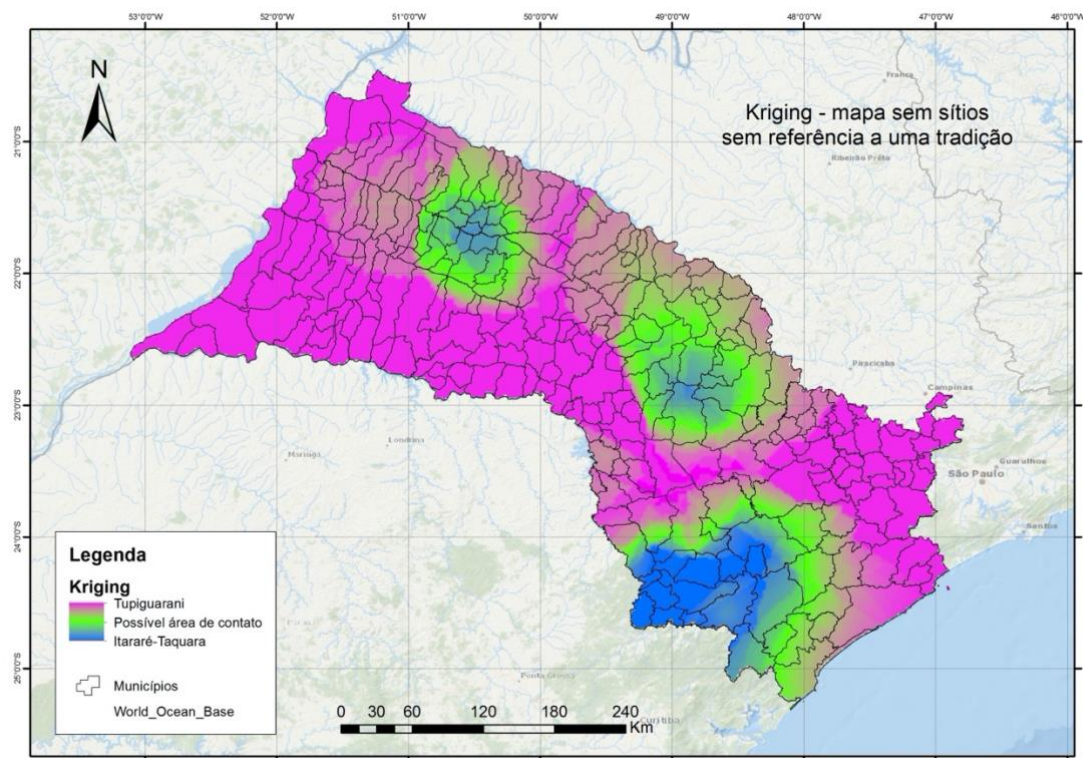 53°0'0"W 52°0'0"W 51°0'0"W 50°0'0"W 49°0'0"W 48°0'0"W 47°0'0"W 46°0'0"W
N
Kriging - mapa sem sítios
sem referência a uma tradição
Franca
Ribeirão Prêto
21°0'0"S
22°0'0"S
23°0'0"S
24°0'0"S
25°0'0"S
Piracicaba
Campinas
Londrina
Maringá
Guarulhos
São Paulo
Santos
Legenda
Kriging
Tupiguarani
Possível área de contato
Itararé-Taquara
Municípios
World_Ocean_Base
Ponta Grossa
Curitiba
0 30 60 120 180 240
Km